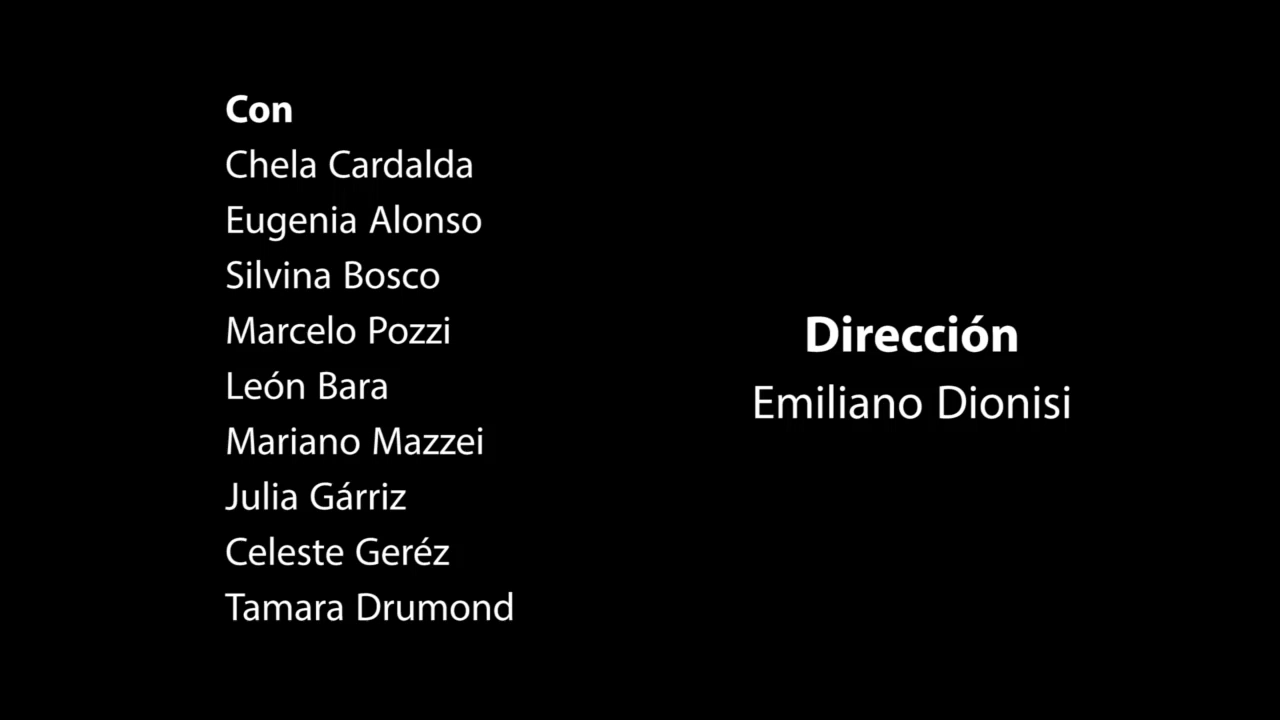 Con
Chela Cardalda
Eugenia Alonso
Silvina Bosco
Marcelo Pozzi
León Bara
Mariano Mazzei
Julia Gárriz
Celeste Geréz
Tamara Drumond
Dirección
Emiliano Dionisi